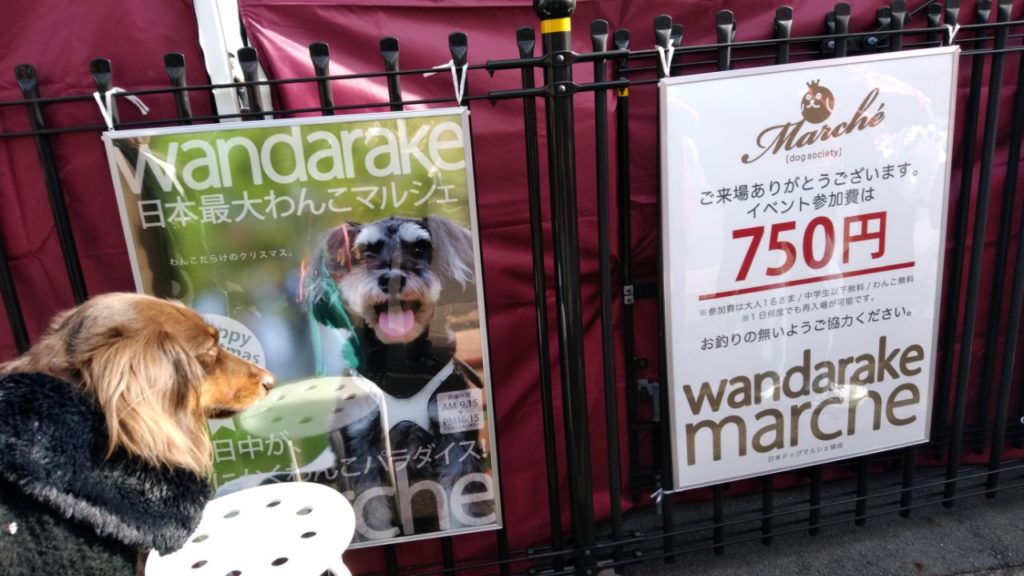 wandarake
日本最大わんこマルシェ
わんこだらけのクリスマス。
AM 9:15
PM 16:15
日中が
わんこパラダイス!
Marché
[dog society]
ご来場ありがとうございます。
イベント参加費は
750円
※参加費は大人1名さま / 中学生以下無料 / わんこ無料
※1日何度でも再入場が可能です。
お釣りの無いようご協力ください。
wandarake
marche
日本ドッグマルシェ協会